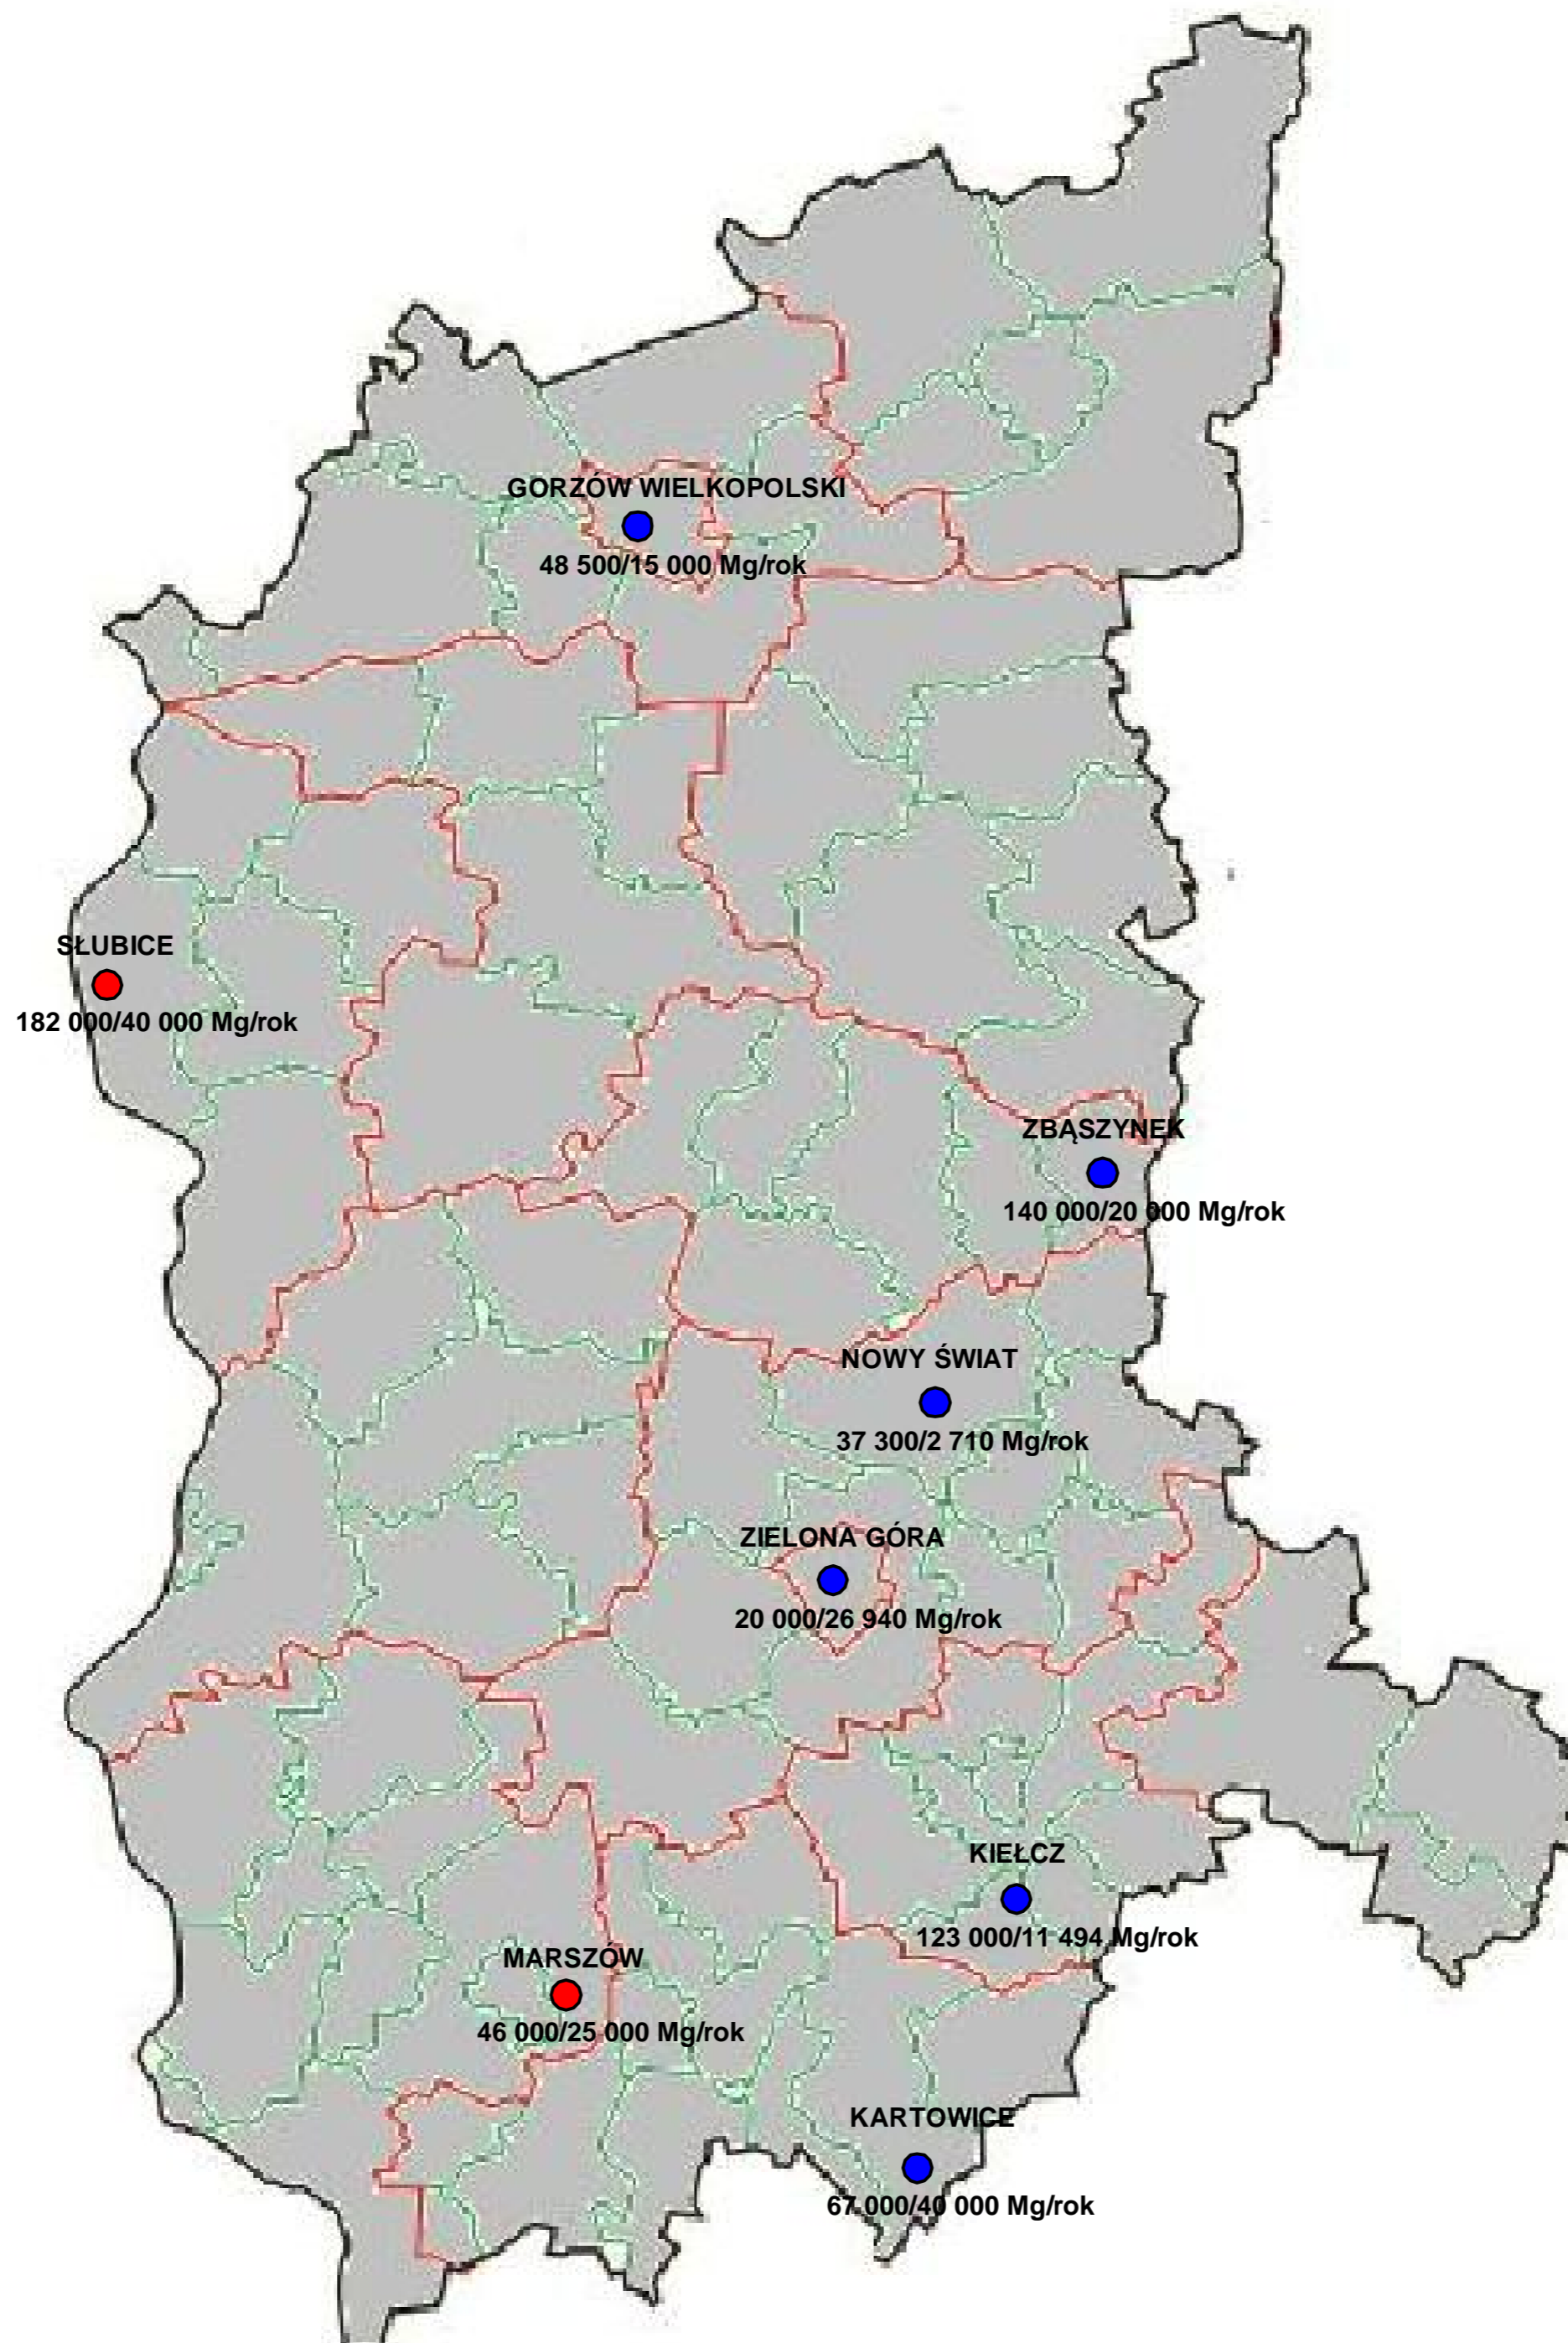 GORZÓW WIELKOPOLSKI
48 500/15 000 Mg/rok
SŁUBICE
182 000/40 000 Mg/rok
ZBĄSZYNEK
140 000/20 000 Mg/rok
NOWY ŚWIAT
37 300/2 710 Mg/rok
ZIELONA GÓRA
20 000/26 940 Mg/rok
KIEŁCZ
123 000/11 494 Mg/rok
MARSZÓW
46 000/25 000 Mg/rok
KARTOWICE
67 000/40 000 Mg/rok